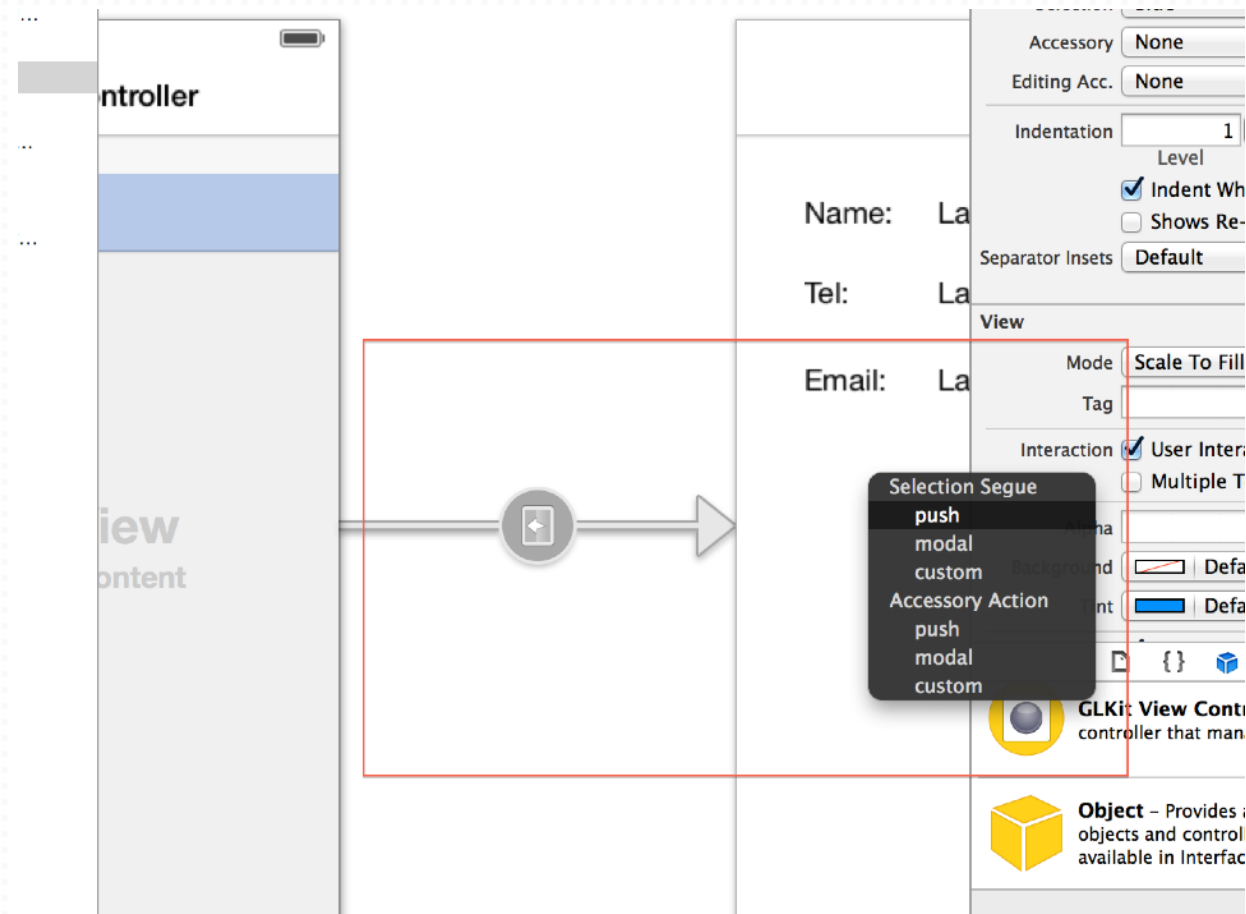 ...
ntroller
...
...
iew
ontent
Name: La
Tel: La
Email: La
Selection Segue
push
modal
custom
Accessory Action
push
modal
custom
Accessory None
Editing Acc. None
Indentation 1
Level
Indent Wh
Shows Re-
Separator Insets Default
View
Mode Scale To Fill
Tag
Interaction User Intera
Multiple T
Alpha
Background Defa
Tint Defa
{}
GLKit View Contr
controller that mana
Object – Provides a
objects and controll
available in Interfac